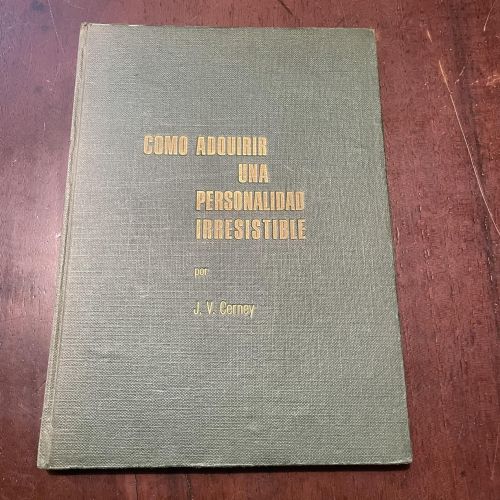 COMO ADQUIRIR
UNA
PERSONALIDAD
IRRESISTIBLE
por
J. V. Cerney